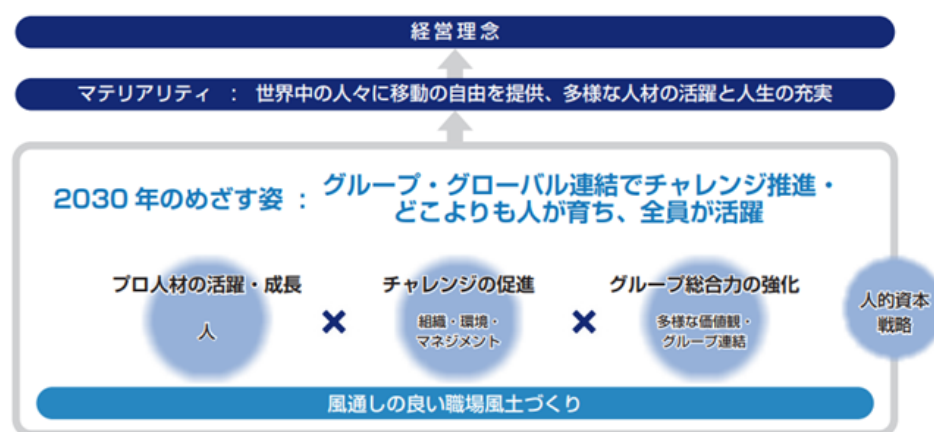 経営理念
マテリアリティ ： 世界中の人々に移動の自由を提供、多様な人材の活躍と人生の充実
2030年のめざす姿 ： グループ・グローバル連結でチャレンジ推進・
どこよりも人が育ち、全員が活躍
プロ人材の活躍・成長
人
×
チャレンジの促進
組織・環境・
マネジメント
×
グループ総合力の強化
多様な価値観・
グループ連結
人的資本
戦略
風通しの良い職場風土づくり